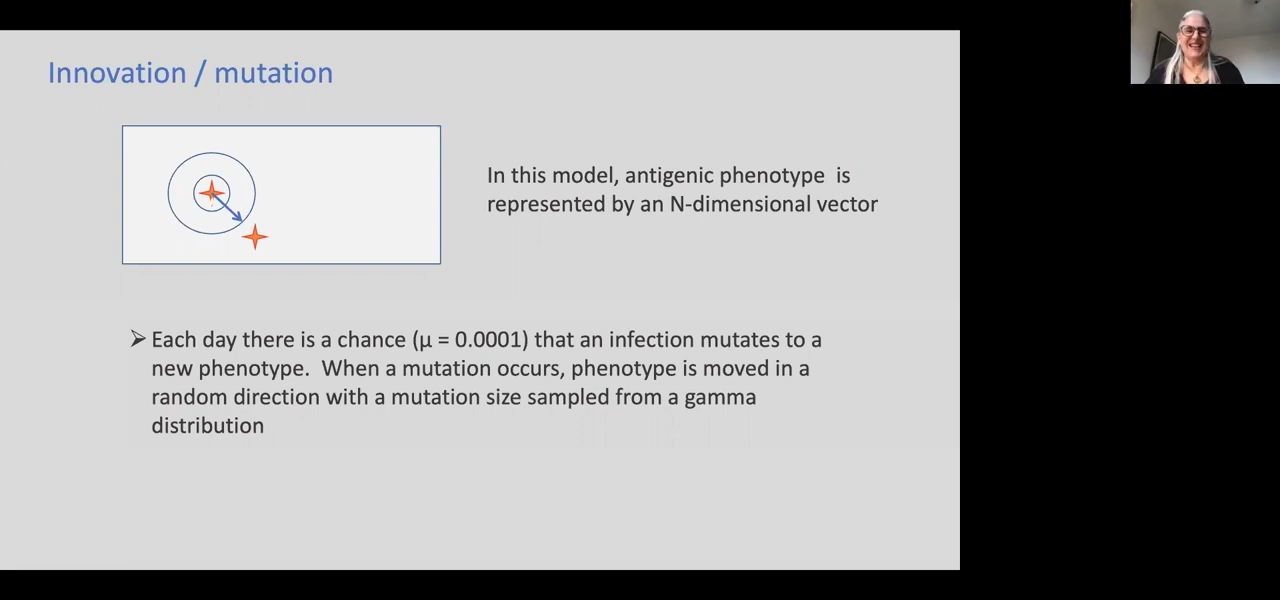 Innovation / mutation
In this model, antigenic phenotype  is
represented by an N-dimensional vector
➢ Each day there is a chance (μ = 0.0001) that an infection mutates to a
new phenotype.  When a mutation occurs, phenotype is moved in a
random direction with a mutation size sampled from a gamma
distribution